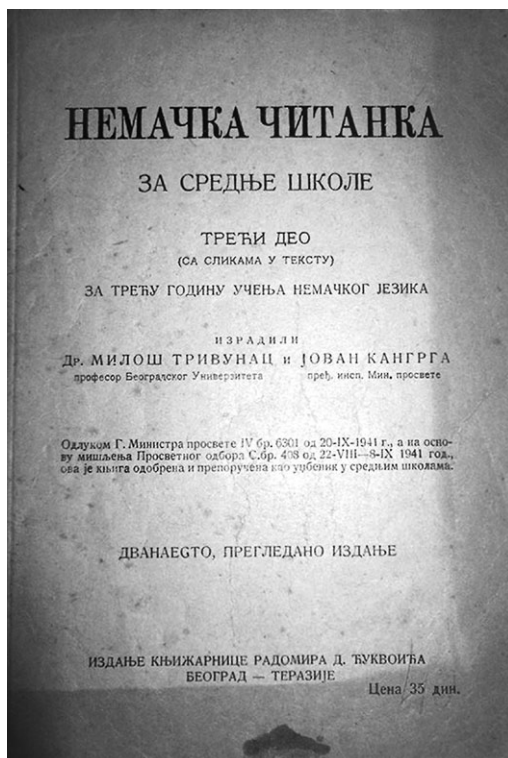 НЕМАЧКА ЧИТАНКА
ЗА СРЕДЊЕ ШКОЛЕ
ТРЕЋИ ДЕО
(СА СЛИКАМА У ТЕКСТУ)
ЗА ТРЕЋУ ГОДИНУ УЧЕЊА НЕМАЧКОГ ЈЕЗИКА
ИЗРАДИЛИ
Др. МИЛОШ ТРИВУНАЦ и ЈОВАН КАНГРГА
професор Београдског Универзитета пређ. инсп. Мин. просвете
Одлуком Г. Министра просвете IV бр. 6301 од 20-IX-1941 г., а на осно-
ву мишљења Просветног одбора С.бр. 408 од 22-VIII—8-IX 1941 год.,
ова је књига одобрена и препоручена као уџбеник у средњим школама.
ДВАНАЕСТО, ПРЕГЛЕДАНО ИЗДАЊЕ
ИЗДАЊЕ КЊИЖАРНИЦЕ РАДОМИРА Д. ЋУКОВИЋА
БЕОГРАД — ТЕРАЗИЈЕ
Цена 35 дин.